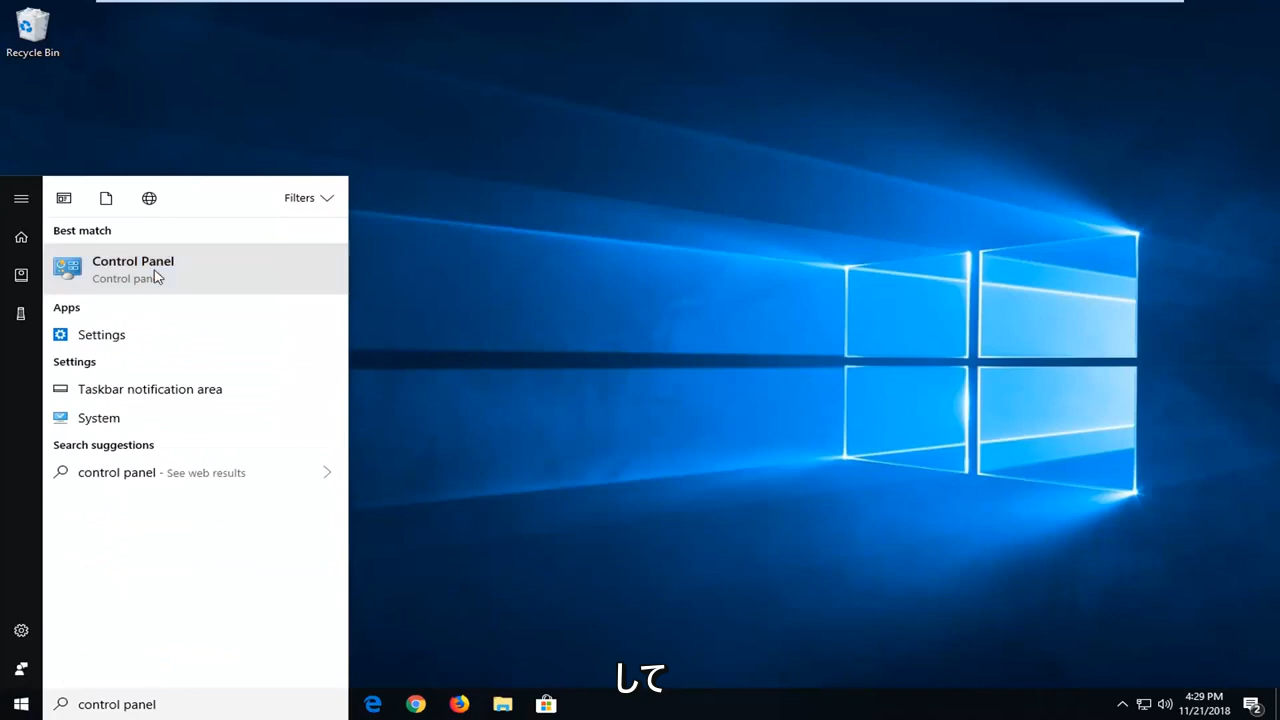 Recycle Bin
Filters
Best match
Control Panel
Control panel
Apps
Settings
Settings
Taskbar notification area
System
Search suggestions
control panel - See web results
して
control panel
4:29 PM
11/21/2018
2